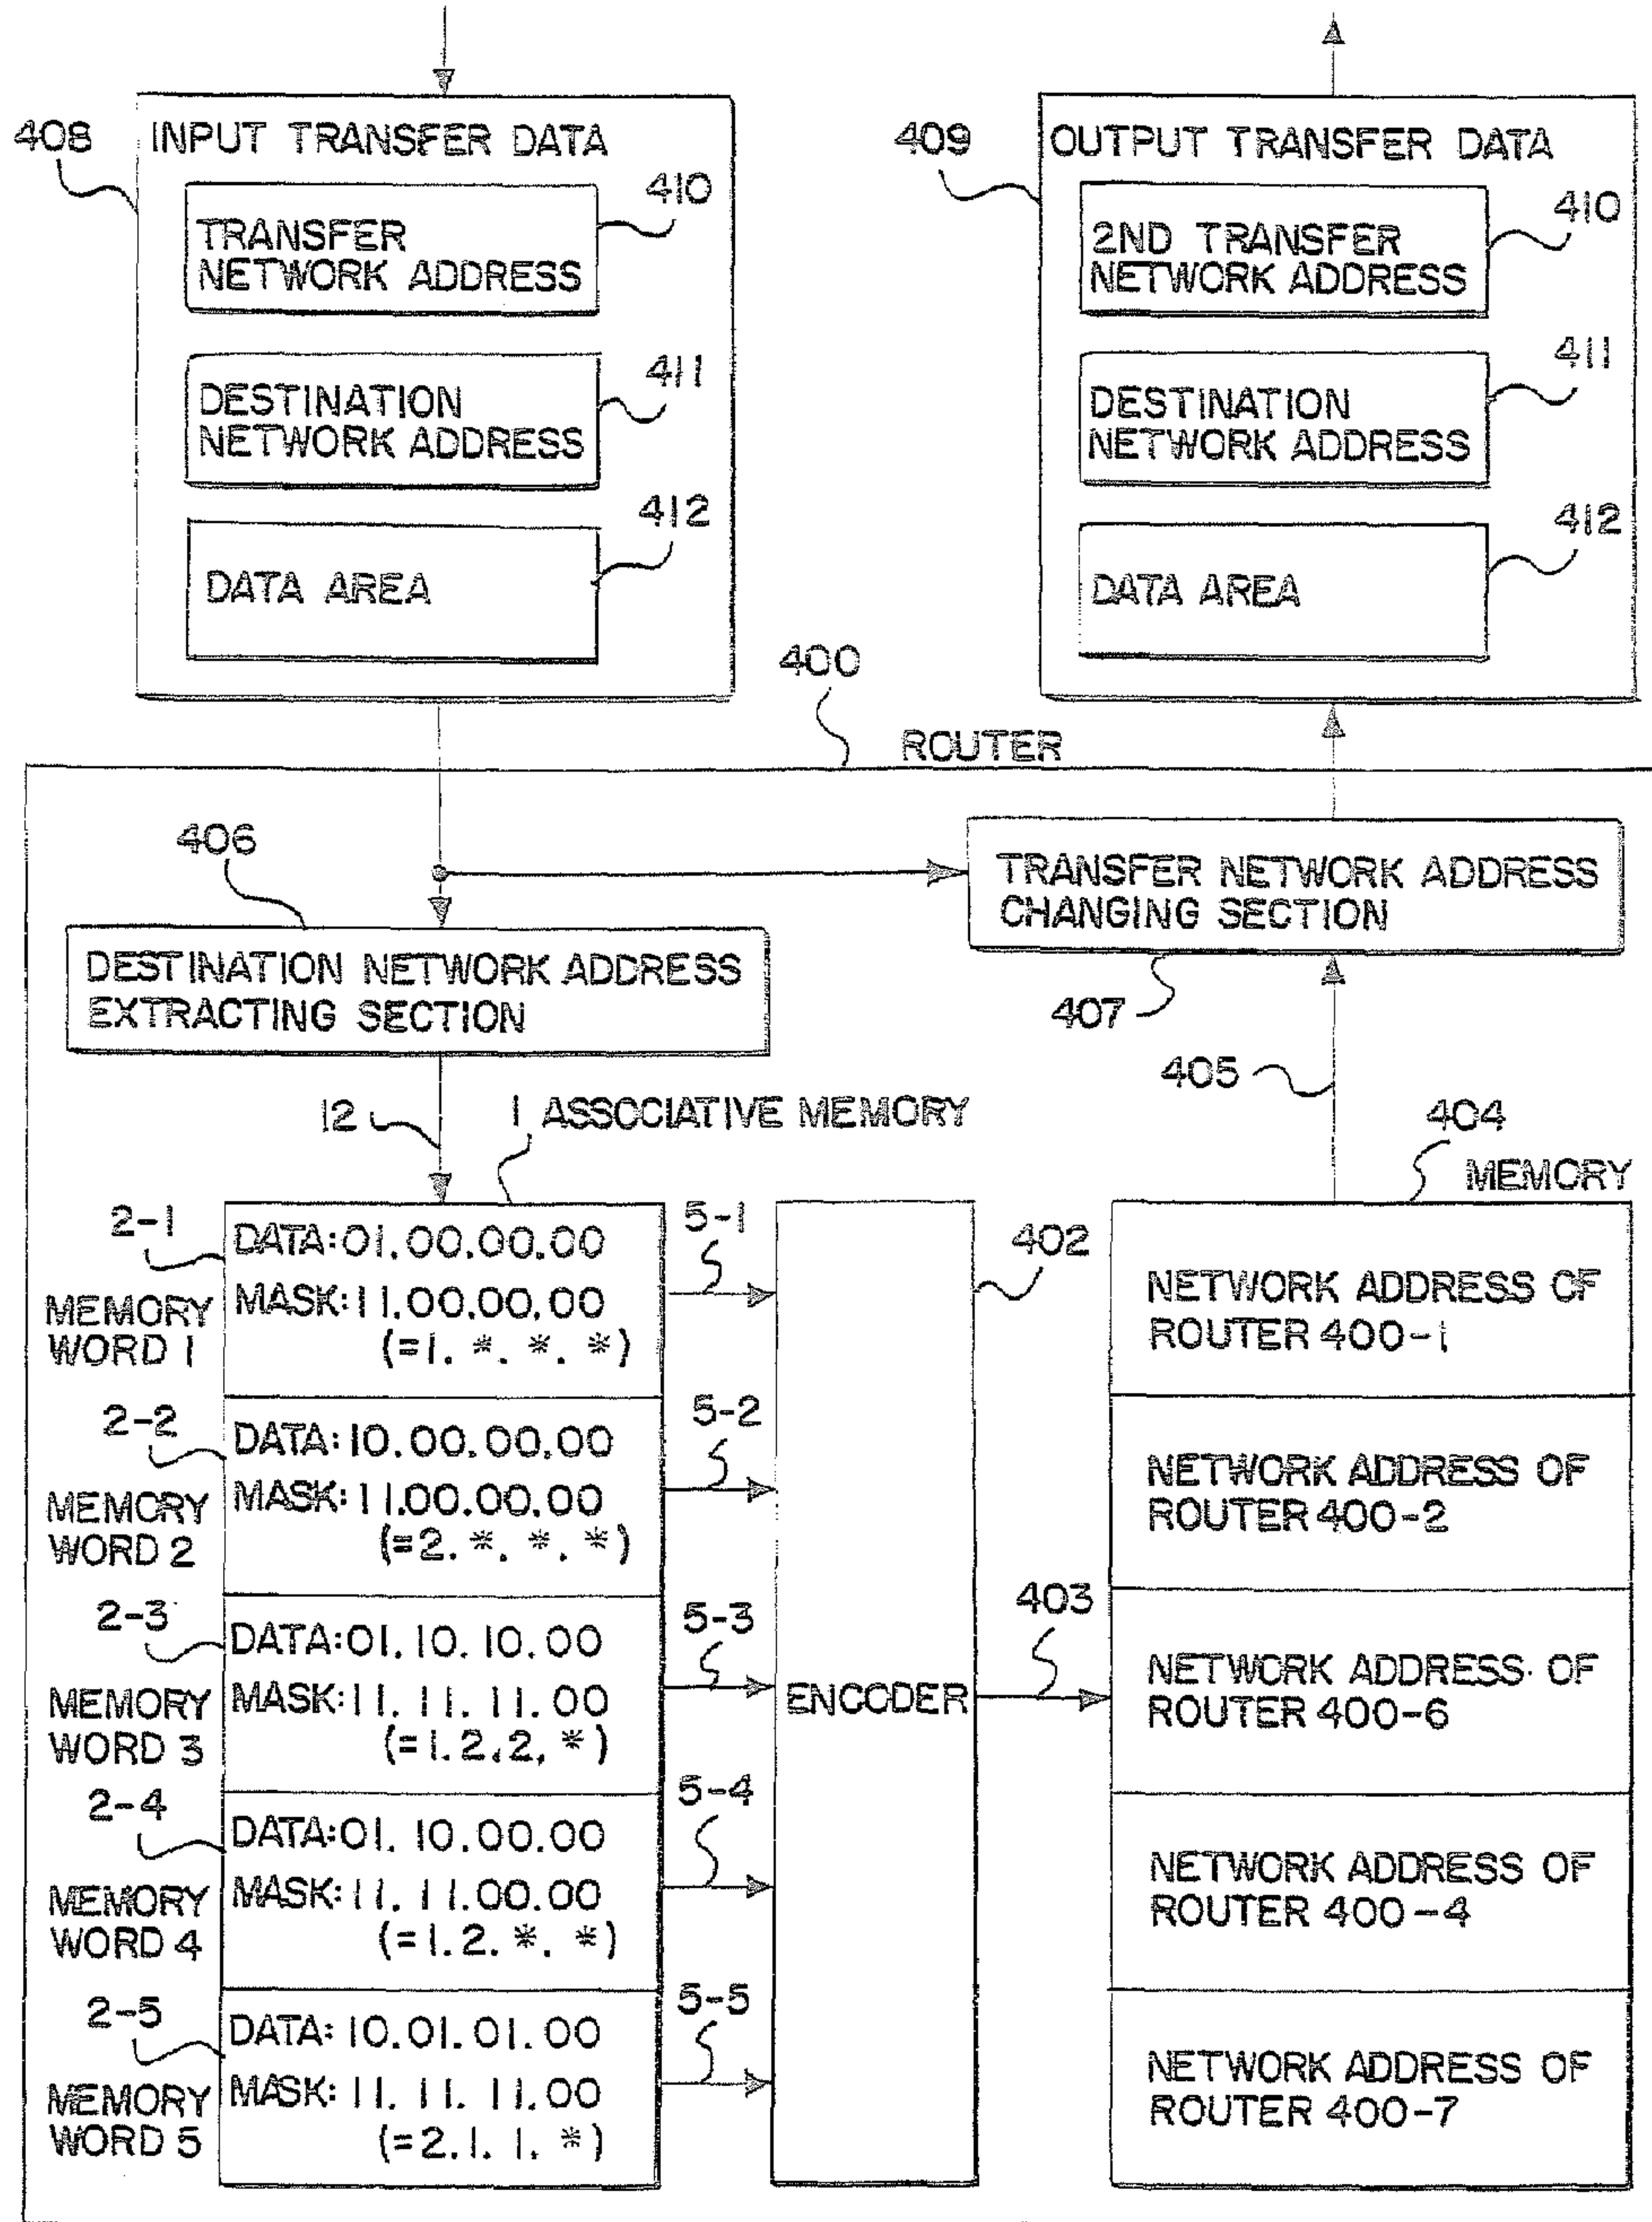 408
INPUT TRANSFER DATA
410
TRANSFER
NETWORK ADDRESS
411
DESTINATION
NETWORK ADDRESS
412
DATA AREA
409
OUTPUT TRANSFER DATA
410
2ND TRANSFER
NETWORK ADDRESS
411
DESTINATION
NETWORK ADDRESS
412
DATA AREA
400
ROUTER
406
DESTINATION NETWORK ADDRESS
EXTRACTING SECTION
TRANSFER NETWORK ADDRESS
CHANGING SECTION
407
405
12
1 ASSOCIATIVE MEMORY
404
MEMORY
2-1
MEMORY
WORD 1
DATA:01.00.00.00
MASK:11.00.00.00
(=1. *. *. *)
5-1
2-2
MEMORY
WORD 2
DATA:10.00.00.00
MASK:11.00.00.00
(=2. *. *. *)
5-2
2-3
MEMORY
WORD 3
DATA:01.10.10.00
MASK:11.11.11.00
(=1.2.2.*)
5-3
2-4
MEMORY
WORD 4
DATA:01.10.00.00
MASK:11.11.00.00
(=1.2. *. *)
5-4
2-5
MEMORY
WORD 5
DATA:10.01.01.00
MASK:11.11.11.00
(=2.1.1. *)
5-5
402
ENCODER
403
NETWORK ADDRESS OF
ROUTER 400-1
NETWORK ADDRESS OF
ROUTER 400-2
NETWORK ADDRESS OF
ROUTER 400-6
NETWORK ADDRESS OF
ROUTER 400-4
NETWORK ADDRESS OF
ROUTER 400-7